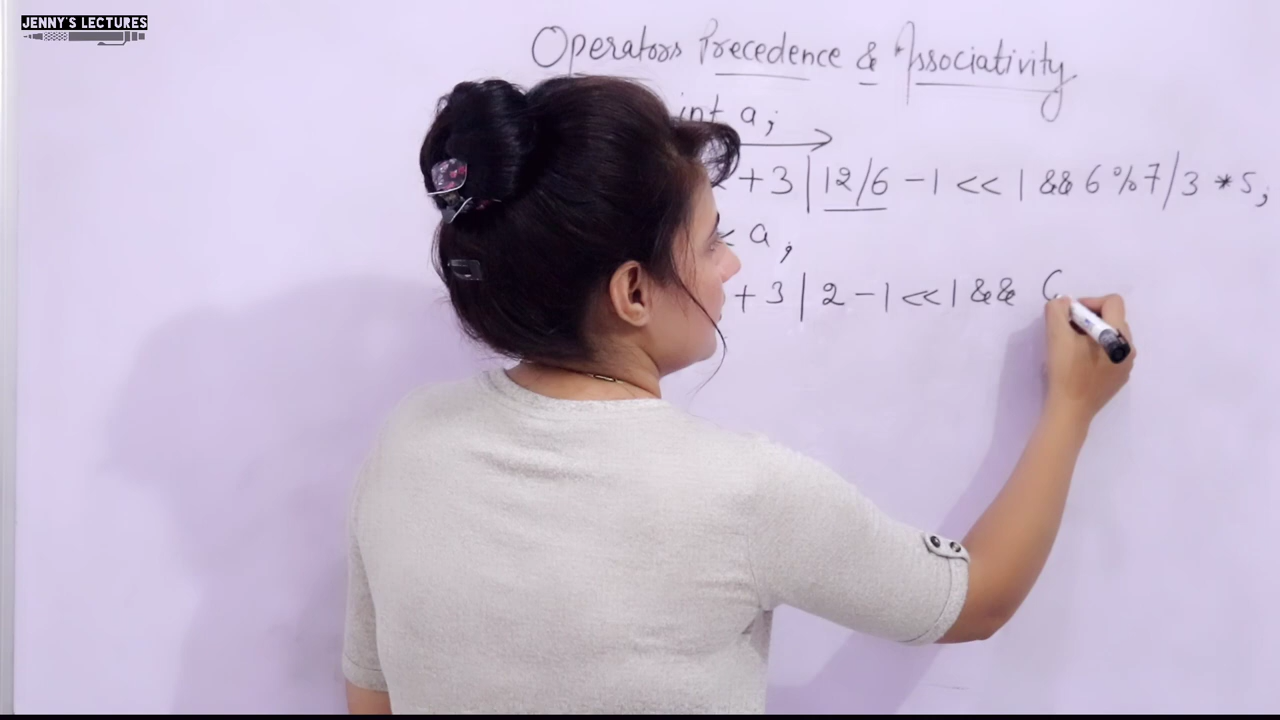 JENNY'S LECTURES
Operators Precedence & Associativity
int a;
+3 | 12/6 -1 << 1 && 6 % 7 / 3 * 5;
< a;
+ 3 | 2 - 1 << 1 && 6